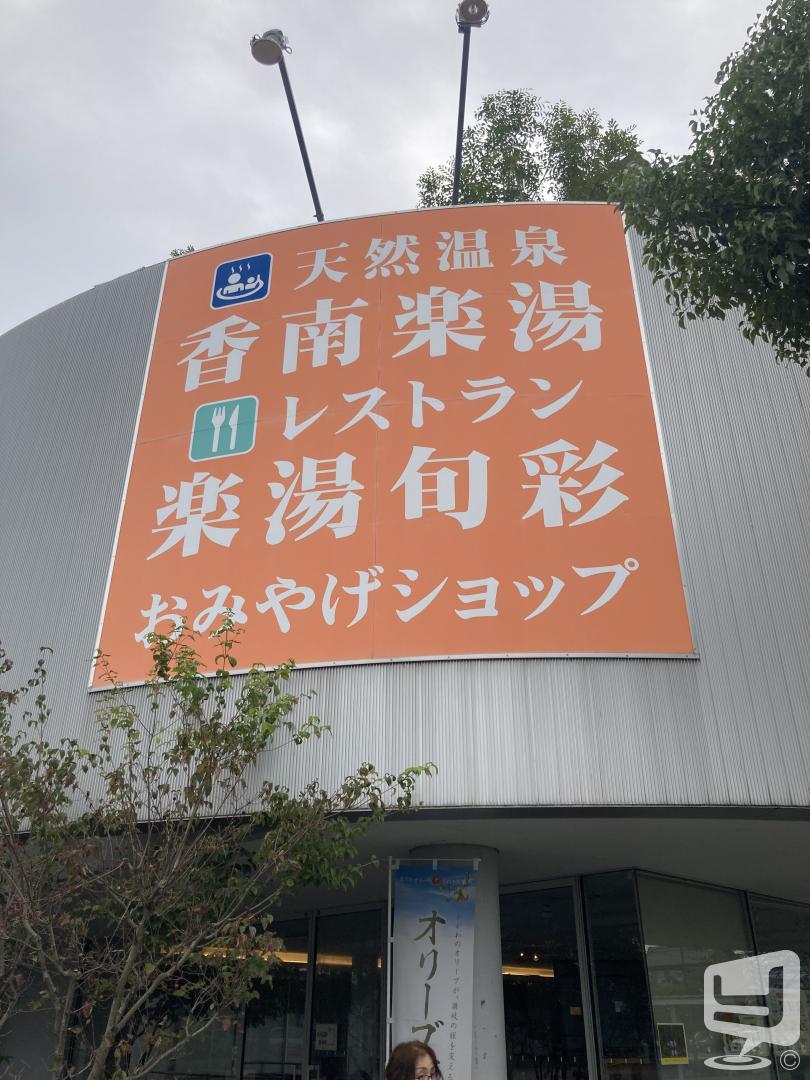 天然温泉
香南楽湯
レストラン
楽湯旬彩
おみやげショップ
オリーブ